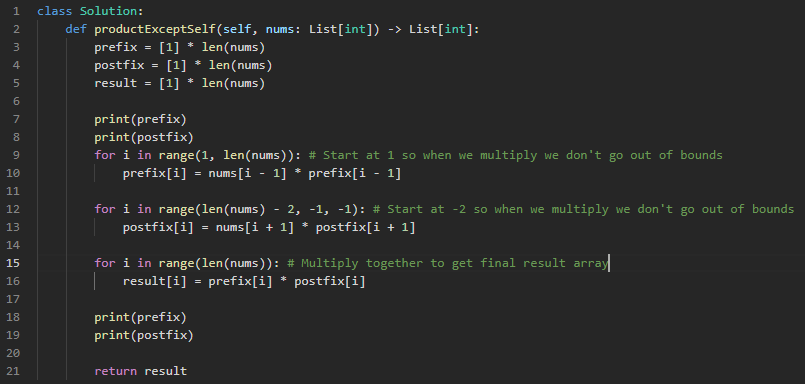 1 class Solution:
2     def productExceptSelf(self, nums: List[int]) -> List[int]:
3         prefix = [1] * len(nums)
4         postfix = [1] * len(nums)
5         result = [1] * len(nums)
6
7         print(prefix)
8         print(postfix)
9         for i in range(1, len(nums)): # Start at 1 so when we multiply we don't go out of bounds
10             prefix[i] = nums[i - 1] * prefix[i - 1]
11
12         for i in range(len(nums) - 2, -1, -1): # Start at -2 so when we multiply we don't go out of bounds
13             postfix[i] = nums[i + 1] * postfix[i + 1]
14
15         for i in range(len(nums)): # Multiply together to get final result array
16             result[i] = prefix[i] * postfix[i]
17
18         print(prefix)
19         print(postfix)
20
21         return result